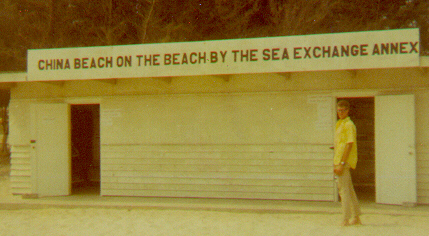 CHINA BEACH ON THE BEACH BY THE SEA EXCHANGE ANNEX